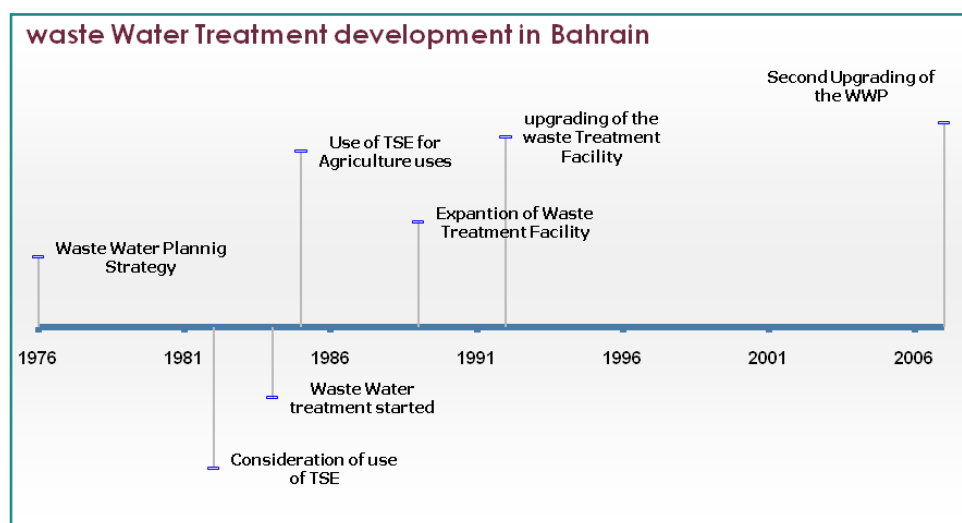 waste Water Treatment development in Bahrain
Second Upgrading of
the WWP
upgrading of the
waste Treatment
Facility
Use of TSE for
Agriculture uses
Expantion of Waste
Treatment Facility
Waste Water Plannig
Strategy
1976
1981
1986
1991
1996
2001
2006
Waste Water
treatment started
Consideration of use
of TSE